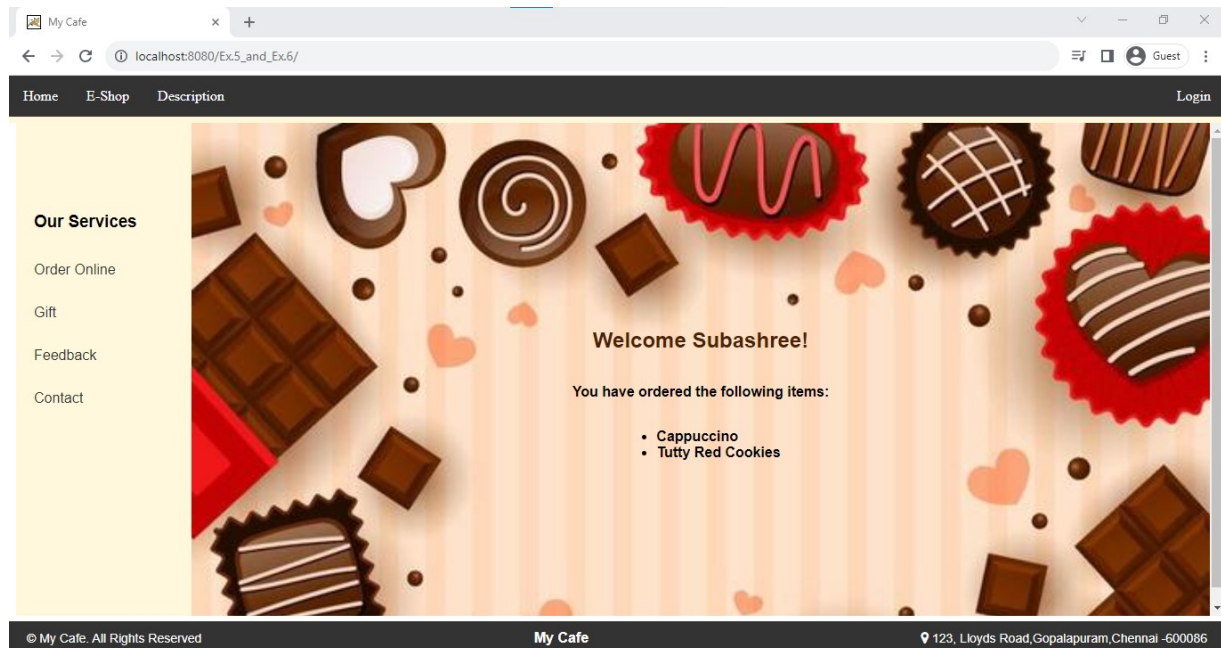 My Cafe
localhost:8080/Ex.5_and_Ex.6/
Guest
Home E-Shop Description Login
Our Services
Order Online
Gift
Feedback
Contact
Welcome Subashree!
You have ordered the following items:
• Cappuccino
• Tutty Red Cookies
© My Cafe. All Rights Reserved My Cafe 123, Lloyds Road,Gopalapuram,Chennai -600086